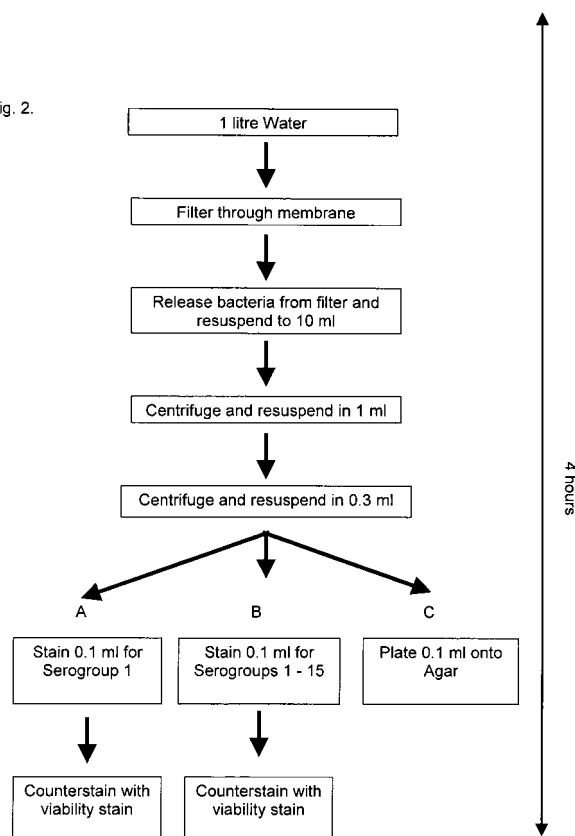 ig. 2.
1 litre Water
Filter through membrane
Release bacteria from filter and
resuspend to 10 ml
Centrifuge and resuspend in 1 ml
Centrifuge and resuspend in 0.3 ml
4 hours
A
B
C
Stain 0.1 ml for
Serogroup 1
Stain 0.1 ml for
Serogroups 1 - 15
Plate 0.1 ml onto
Agar
Counterstain with
viability stain
Counterstain with
viability stain